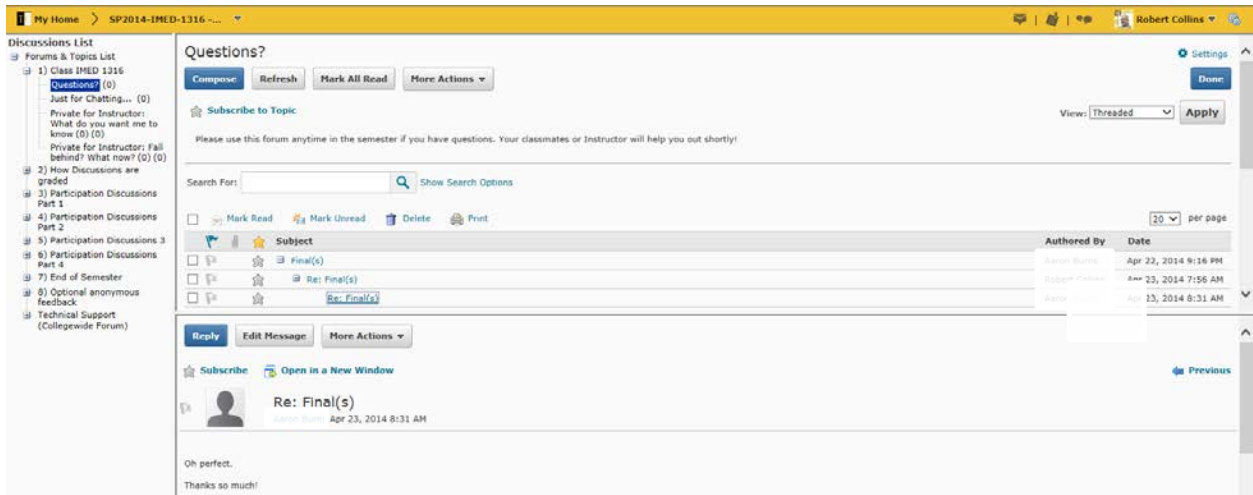 My Home > SP2014-IMED-1316 -... Robert Collins
Discussions List
Forums & Topics List
1) Class IMED 1316
Questions? (0)
Just for Chatting... (0)
Private for Instructor:
What do you want me to
know (0) (0)
Private for Instructor: Fall
behind? What now? (0) (0)
2) How Discussions are
graded
3) Participation Discussions
Part 1
4) Participation Discussions
Part 2
5) Participation Discussions 3
6) Participation Discussions
Part 4
7) End of Semester
8) Optional anonymous
feedback
Technical Support
(Collegewide Forum)
Questions?
Settings
Compose Refresh Mark All Read More Actions Done
Subscribe to Topic View: Threaded Apply
Please use this forum anytime in the semester if you have questions. Your classmates or Instructor will help you out shortly!
Search For: Show Search Options
Mark Read Mark Unread Delete Print 20 per page
Subject Authored By Date
Final(s) Apr 22, 2014 9:16 PM
Re: Final(s) Apr 23, 2014 7:56 AM
Re: Final(s) 23, 2014 8:31 AM
Reply Edit Message More Actions
Subscribe Open in a New Window Previous
Re: Final(s)
Apr 23, 2014 8:31 AM
Oh perfect.
Thanks so much!